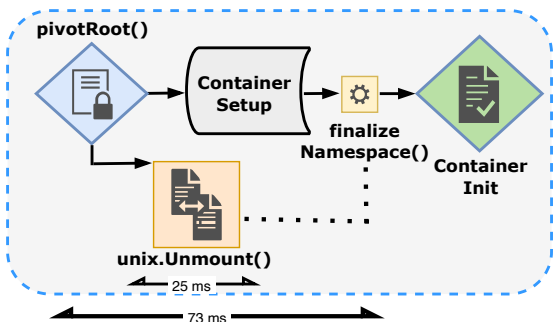 pivotRoot()
Container
Setup
finalize
Namespace()
Container
Init
unix.Unmount()
25 ms
73 ms